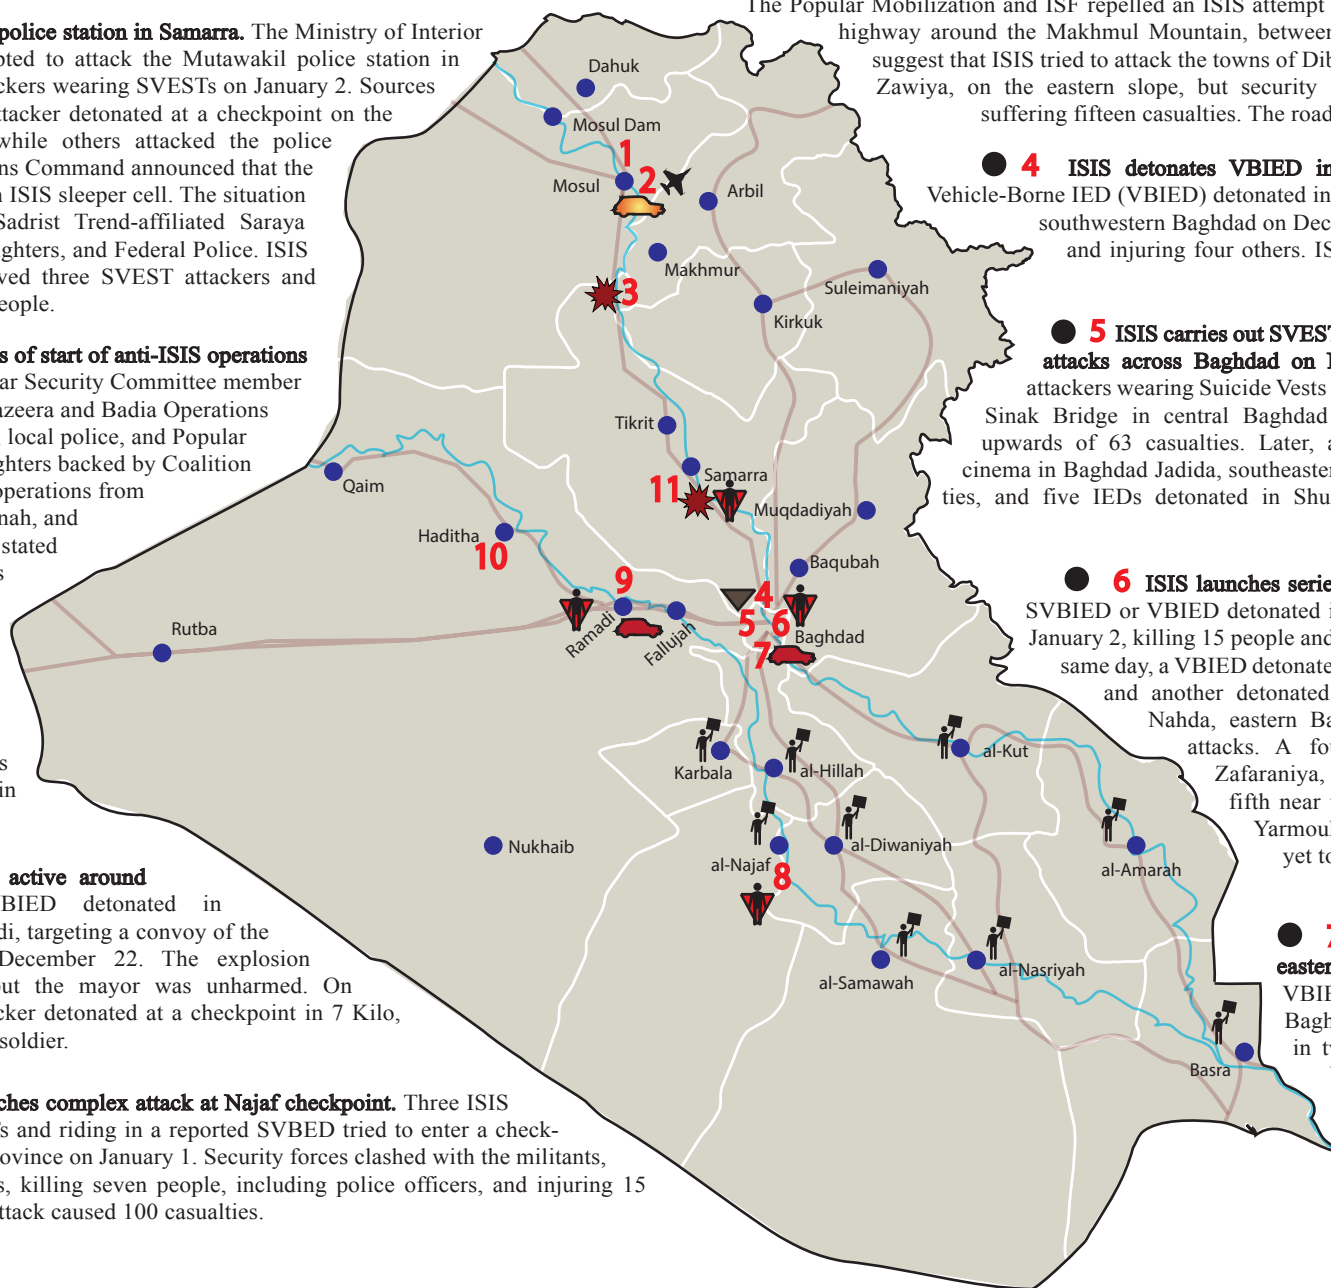 police station in Samarra. The Ministry of Interior
pted to attack the Mutawakil police station in
ckers wearing SVESTs on January 2. Sources
ttacker detonated at a checkpoint on the
while others attacked the police
ns Command announced that the
n ISIS sleeper cell. The situation
Sadrist Trend-affiliated Saraya
ghters, and Federal Police. ISIS
ved three SVEST attackers and
eople.
s of start of anti-ISIS operations
ar Security Committee member
azeera and Badia Operations
, local police, and Popular
ghters backed by Coalition
operations from
nah, and
stated
s
s
in
active around
BIED detonated in
di, targeting a convoy of the
December 22. The explosion
out the mayor was unharmed. On
cker detonated at a checkpoint in 7 Kilo,
soldier.
ches complex attack at Najaf checkpoint. Three ISIS
s and riding in a reported SVBED tried to enter a check-
ovince on January 1. Security forces clashed with the militants,
s, killing seven people, including police officers, and injuring 15
ttack caused 100 casualties.
The Popular Mobilization and ISF repelled an ISIS attempt
highway around the Makhmul Mountain, between
suggest that ISIS tried to attack the towns of Dib
Zawiya, on the eastern slope, but security
suffering fifteen casualties. The road
4 ISIS detonates VBIED in
Vehicle-Borne IED (VBIED) detonated in
southwestern Baghdad on Dec
and injuring four others. IS
5 ISIS carries out SVEST
attacks across Baghdad on
attackers wearing Suicide Vests
Sinak Bridge in central Baghdad
upwards of 63 casualties. Later, a
cinema in Baghdad Jadida, southeaster
ties, and five IEDs detonated in Shu
6 ISIS launches serie
SVBIED or VBIED detonated i
January 2, killing 15 people and
same day, a VBIED detonate
and another detonated
Nahda, eastern Ba
attacks. A fou
Zafaraniya,
fifth near
Yarmoul
yet to
7
easter
VBIE
Bagh
in tv
Dahuk
Mosul Dam
1
Mosul
2
Arbil
Makhmur
Suleimaniyah
3
Kirkuk
Tikrit
Samarra
11
Muqdadiyah
Qaim
Haditha
10
Baqubah
9
4
5
6
Baghdad
7
Ramadi
Fallujah
Rutba
Karbala
al-Hillah
al-Kut
Nukhaib
al-Najaf
8
al-Diwaniyah
al-Amarah
al-Samawah
al-Nasriyah
Basra